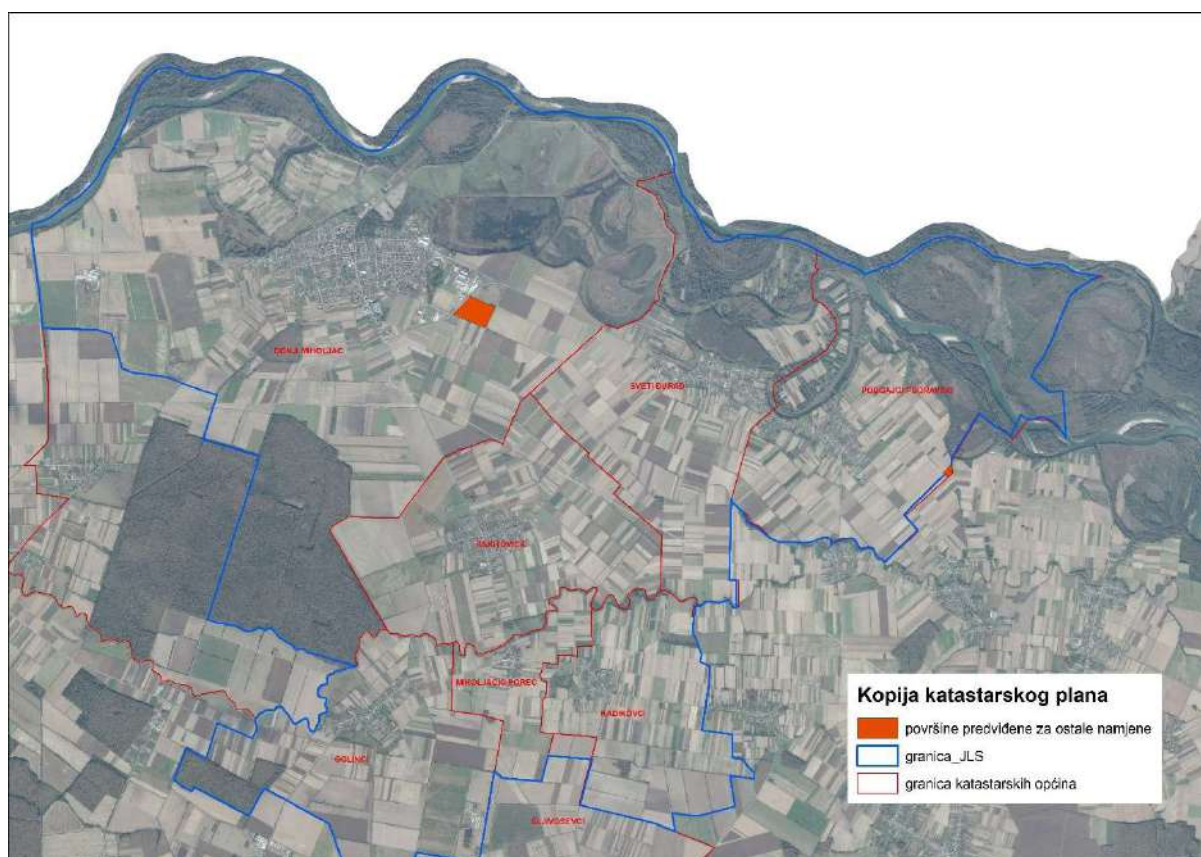 DONJI MIHOLJAC
SVETI ĐURAĐ
PODGAJCI PODRAVSKI
RAKITOVICA
MIHOLJAČKI POREČ
RADIKOVCI
GOLINCI
Kopija katastarskog plana
površine predviđene za ostale namjene
granica_JLS
granica katastarskih općina